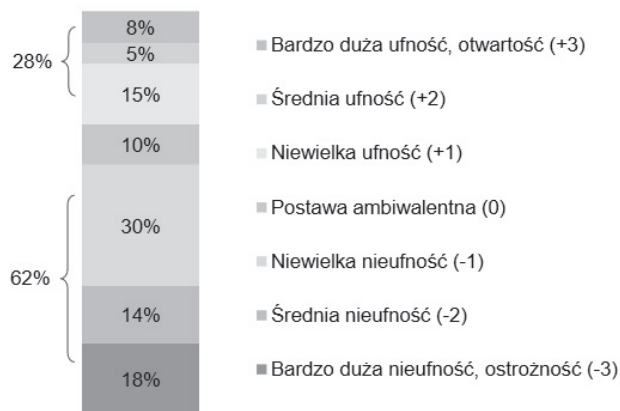 8%
5%
15%
10%
30%
14%
18%
28%
62%
Bardzo duża ufność, otwartość (+3)
Średnia ufność (+2)
Niewielka ufność (+1)
Postawa ambiwalentna (0)
Niewielka nieufność (-1)
Średnia nieufność (-2)
Bardzo duża nieufność, ostrożność (-3)